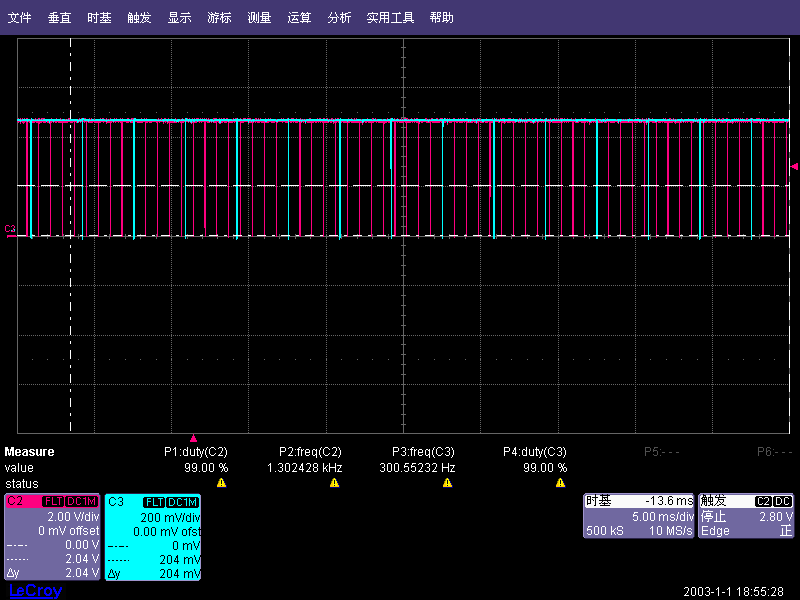 文件 垂直 时基 触发 显示 游标 测量 运算 分析 实用工具 帮助
C3
Measure P1:duty(C2) P2:freq(C2) P3:freq(C3) P4:duty(C3) P5:- - - P6:- - -
value 99.00 % 1.302428 kHz 300.55232 Hz 99.00 %
status
C2 FLT DC1M
2.00 V/div
0 mV offset
0.00 V
2.04 V
Δy 2.04 V
C3 FLT DC1M
200 mV/div
0.00 mV ofst
0 mV
204 mV
Δy 204 mV
时基 -13.6 ms
5.00 ms/div
500 kS 10 MS/s
触发 C2 DC
停止 2.80 V
Edge 正
LeCroy
2003-1-1 18:55:28